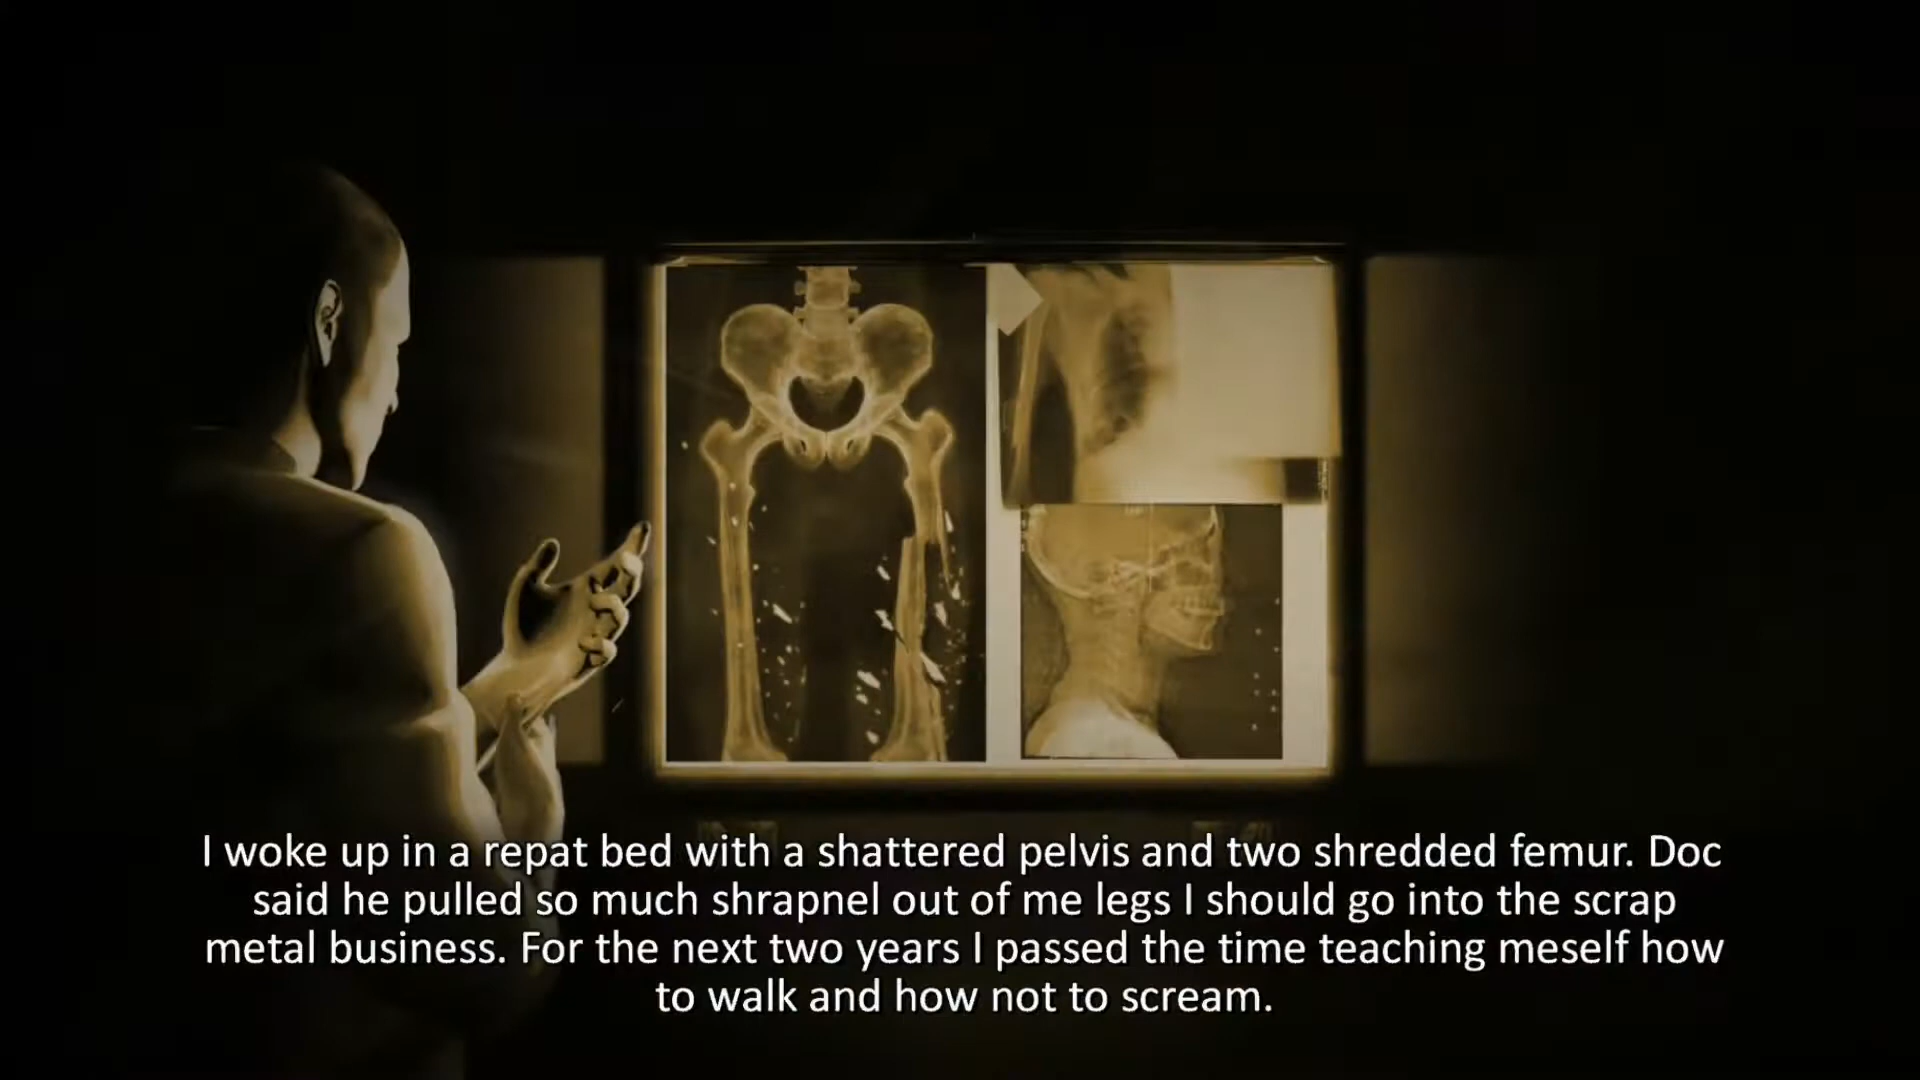 I woke up in a repat bed with a shattered pelvis and two shredded femur. Doc
said he pulled so much shrapnel out of me legs I should go into the scrap
metal business. For the next two years I passed the time teaching meself how
to walk and how not to scream.